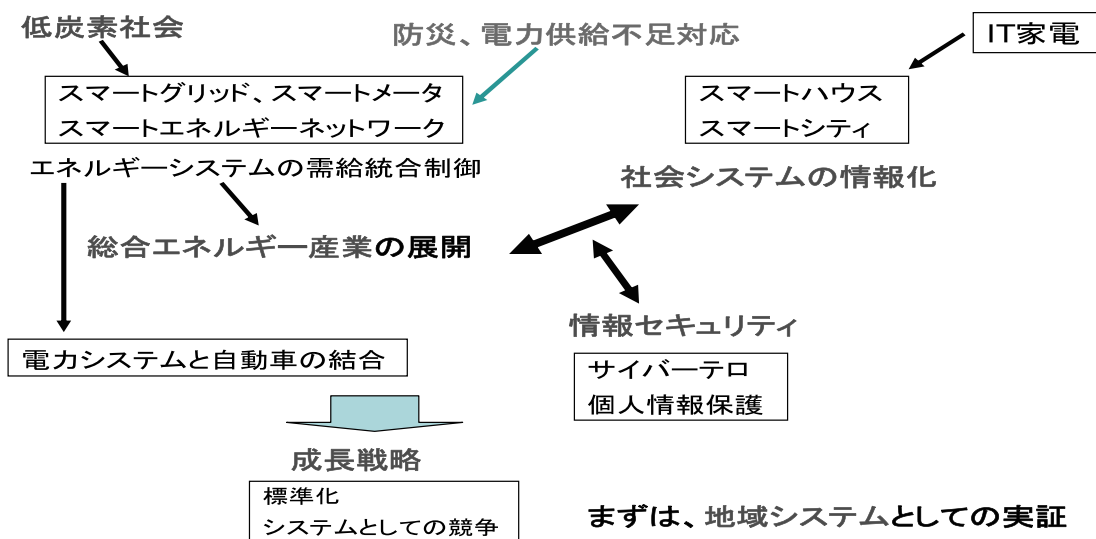 低炭素社会
防災、電力供給不足対応
IT家電
スマートグリッド、スマートメータ
スマートエネルギーネットワーク
スマートハウス
スマートシティ
エネルギーシステムの需給統合制御
社会システムの情報化
総合エネルギー産業の展開
情報セキュリティ
電力システムと自動車の結合
サイバーテロ
個人情報保護
成長戦略
標準化
システムとしての競争
まずは、地域システムとしての実証